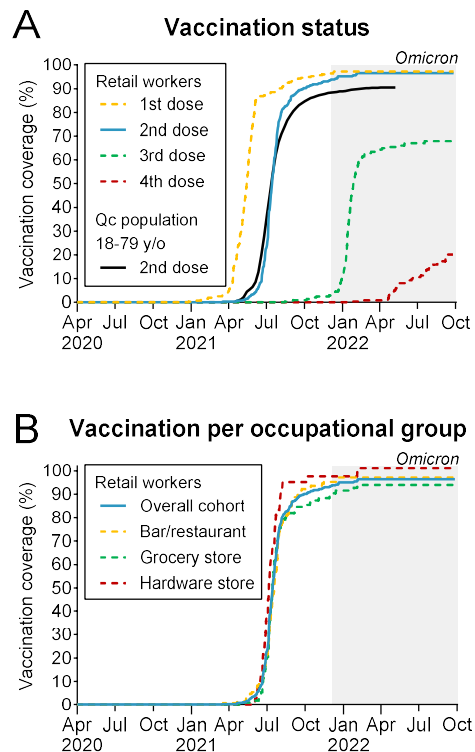 A
Vaccination status
Omicron
Vaccination coverage (%)
100
90
80
70
60
50
40
30
20
10
0
Retail workers
1st dose
2nd dose
3rd dose
4th dose
Qc population
18-79 y/o
2nd dose
Apr Jul Oct Jan Apr Jul Oct Jan Apr Jul Oct
2020 2021 2022
B
Vaccination per occupational group
Omicron
Vaccination coverage (%)
100
90
80
70
60
50
40
30
20
10
0
Retail workers
Overall cohort
Bar/restaurant
Grocery store
Hardware store
Apr Jul Oct Jan Apr Jul Oct Jan Apr Jul Oct
2020 2021 2022